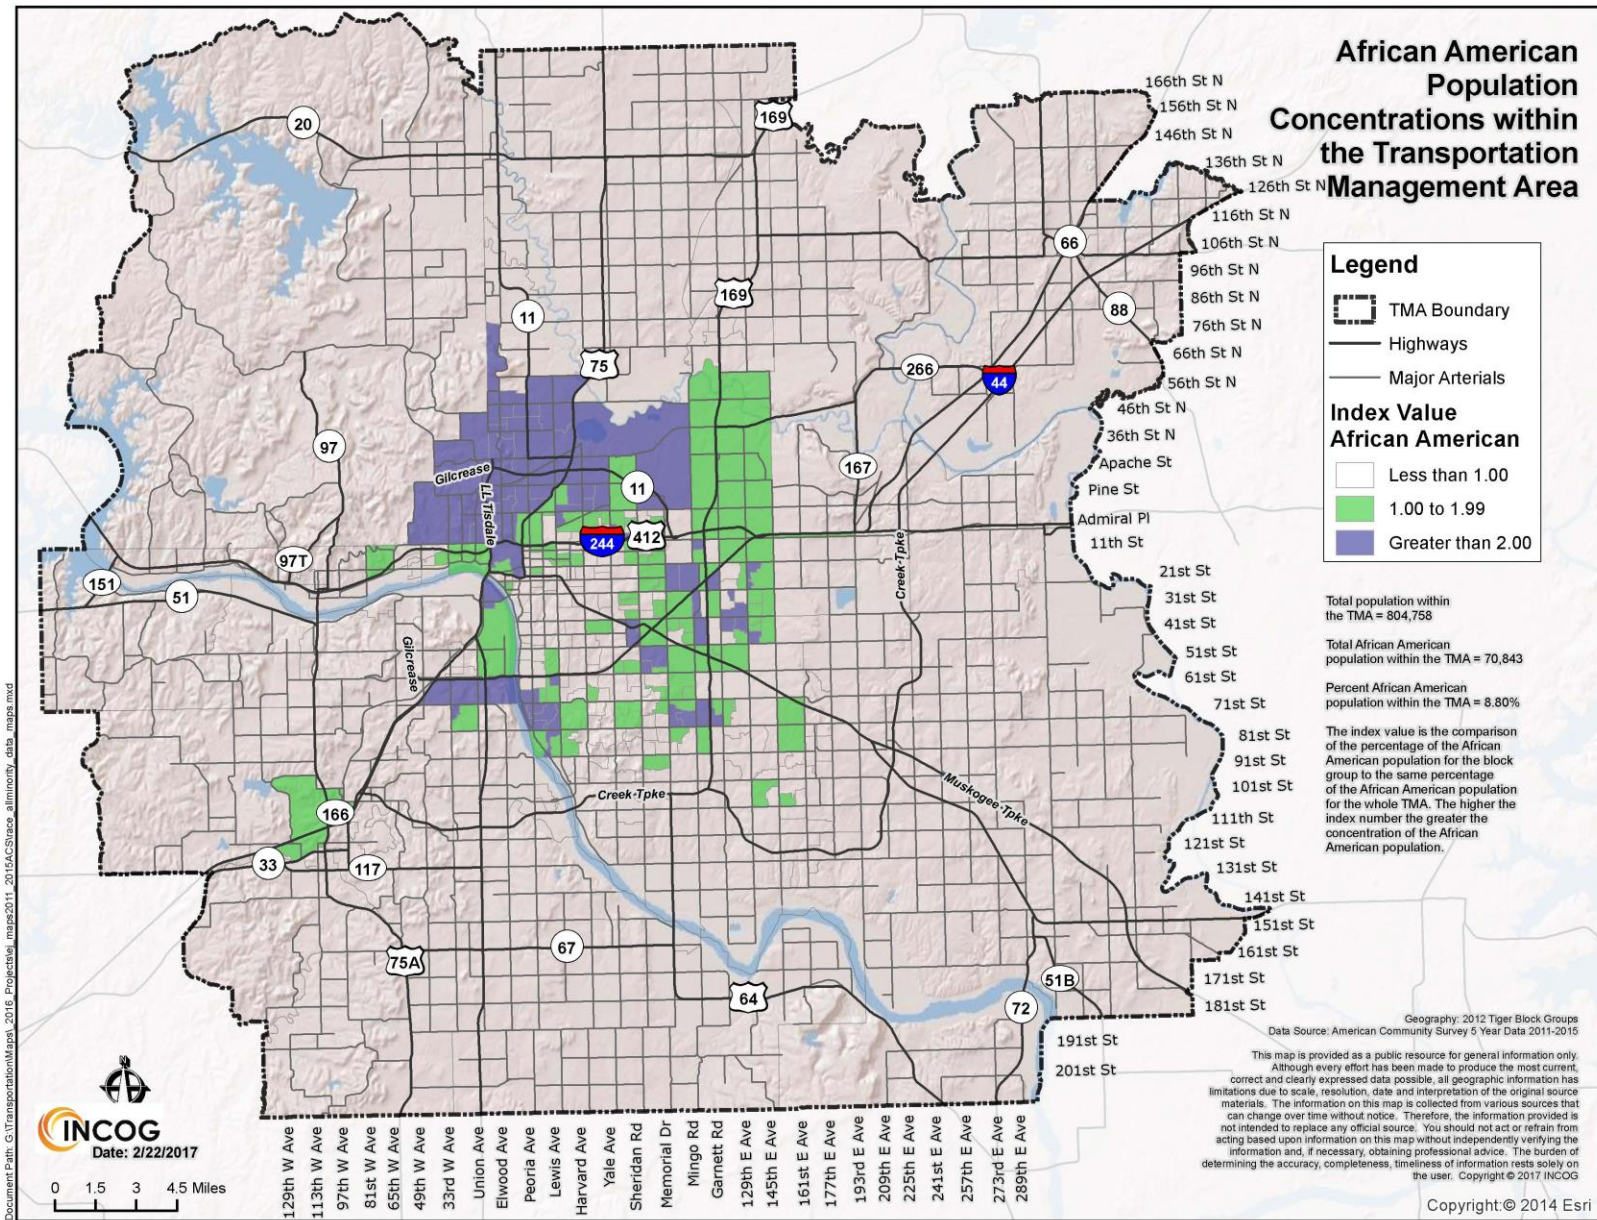 African American
Population
Concentrations within
the Transportation
Management Area
166th St N
156th St N
146th St N
136th St N
126th St N
116th St N
106th St N
96th St N
86th St N
76th St N
66th St N
56th St N
46th St N
36th St N
Apache St
Pine St
Admiral Pl
11th St
21st St
31st St
41st St
51st St
61st St
71st St
81st St
91st St
101st St
111th St
121st St
131st St
141st St
151st St
161st St
171st St
181st St
191st St
201st St
Legend
TMA Boundary
Highways
Major Arterials
Index Value
African American
Less than 1.00
1.00 to 1.99
Greater than 2.00
Total population within
the TMA = 804,758
Total African American
population within the TMA = 70,843
Percent African American
population within the TMA = 8.80%
The index value is the comparison
of the percentage of the African
American population for the block
group to the same percentage
of the African American population
for the whole TMA. The higher the
index number the greater the
concentration of the African
American population.
20
169
169
66
88
11
75
266
44
97
Gilcrease
LL Tisdale
11
167
244
412
97T
151
51
Creek-Tpke
Gilcrease
166
Creek-Tpke
Muskogee-Tpke
33
117
75A
67
64
51B
72
Geography: 2012 Tiger Block Groups
Data Source: American Community Survey 5 Year Data 2011-2015
This map is provided as a public resource for general information only.
Although every effort has been made to produce the most current,
correct and clearly expressed data possible, all geographic information has
limitations due to scale, resolution, date and interpretation of the original source
materials. The information on this map is collected from various sources that
can change over time without notice. Therefore, the information provided is
not intended to replace any official source. You should not act or refrain from
acting based upon information on this map without independently verifying the
information and, if necessary, obtaining professional advice. The burden of
determining the accuracy, completeness, timeliness of information rests solely on
the user. Copyright © 2017 INCOG
Copyright:© 2014 Esri
N
INCOG
Date: 2/22/2017
0 1.5 3 4.5 Miles
129th W Ave
113th W Ave
97th W Ave
81st W Ave
65th W Ave
49th W Ave
33rd W Ave
Union Ave
Elwood Ave
Peoria Ave
Lewis Ave
Harvard Ave
Yale Ave
Sheridan Rd
Memorial Dr
Mingo Rd
Garnett Rd
129th E Ave
145th E Ave
161st E Ave
177th E Ave
193rd E Ave
209th E Ave
225th E Ave
241st E Ave
257th E Ave
273rd E Ave
289th E Ave
Document Path: G:\Transportation\Maps\_2016_Projects\ej_maps2011_2015ACS\race_allminority_data_maps.mxd